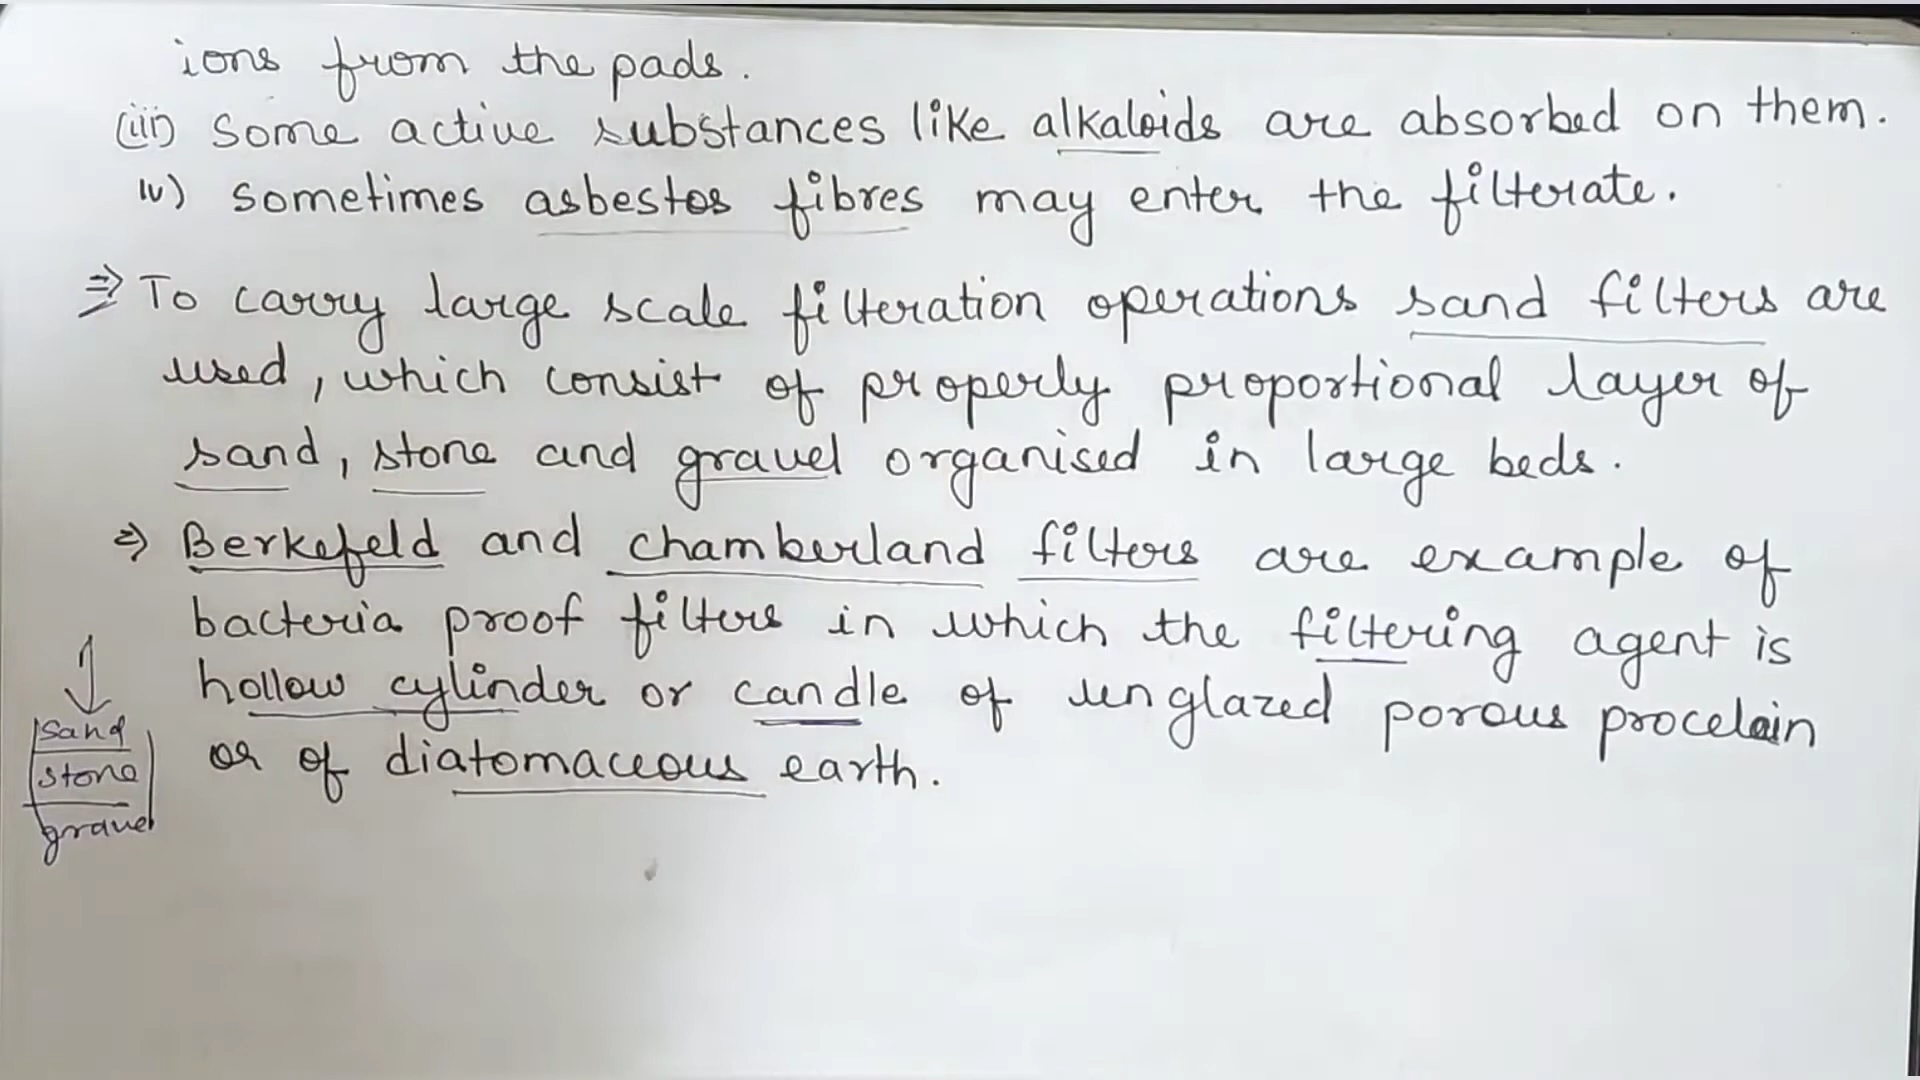 ions from the pads.
(iii) Some active substances like alkaloids are absorbed on them.
iv) sometimes asbestos fibres may enter the filterate.
⇒ To carry large scale filteration operations sand filters are
used, which consist of properly proportional layer of
sand, stone and gravel organised in large beds.
⇒ Berkefeld and chamberland filters are example of
bacteria proof filters in which the filtering agent is
hollow cylinder or candle of unglazed porous procelain
or of diatomaceous earth.
↓
sand
stone
gravel